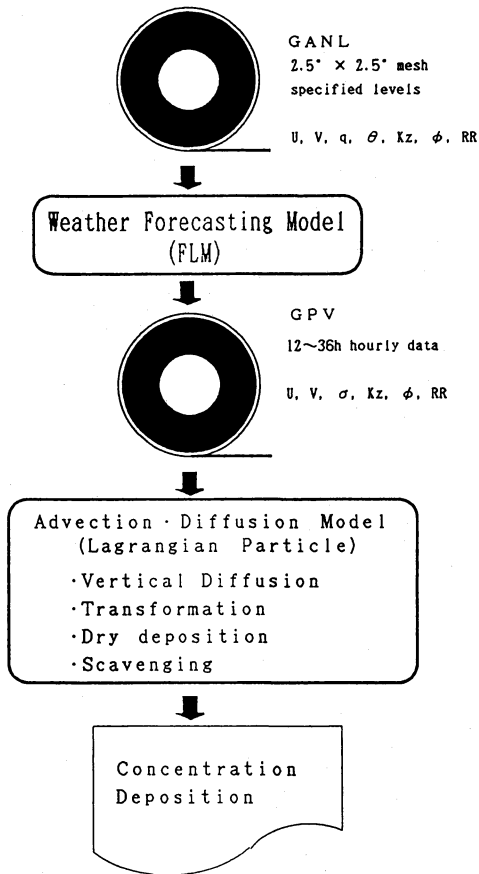 GANL
2.5° × 2.5° mesh
specified levels
U, V, q, θ, Kz, φ, RR
Weather Forecasting Model
(FLM)
GPV
12〜36h hourly data
U, V, σ, Kz, φ, RR
Advection・Diffusion Model
(Lagrangian Particle)
・Vertical Diffusion
・Transformation
・Dry deposition
・Scavenging
Concentration
Deposition